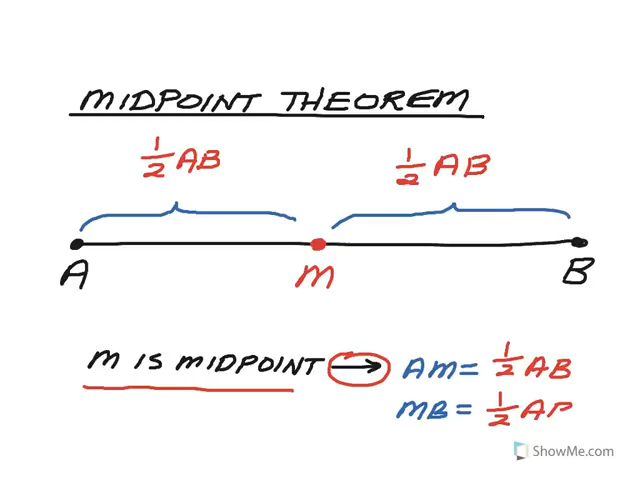 MIDPOINT THEOREM
1/2 AB 1/2 AB
A M B
M IS MIDPOINT → AM = 1/2 AB
MB = 1/2 AP
ShowMe.com